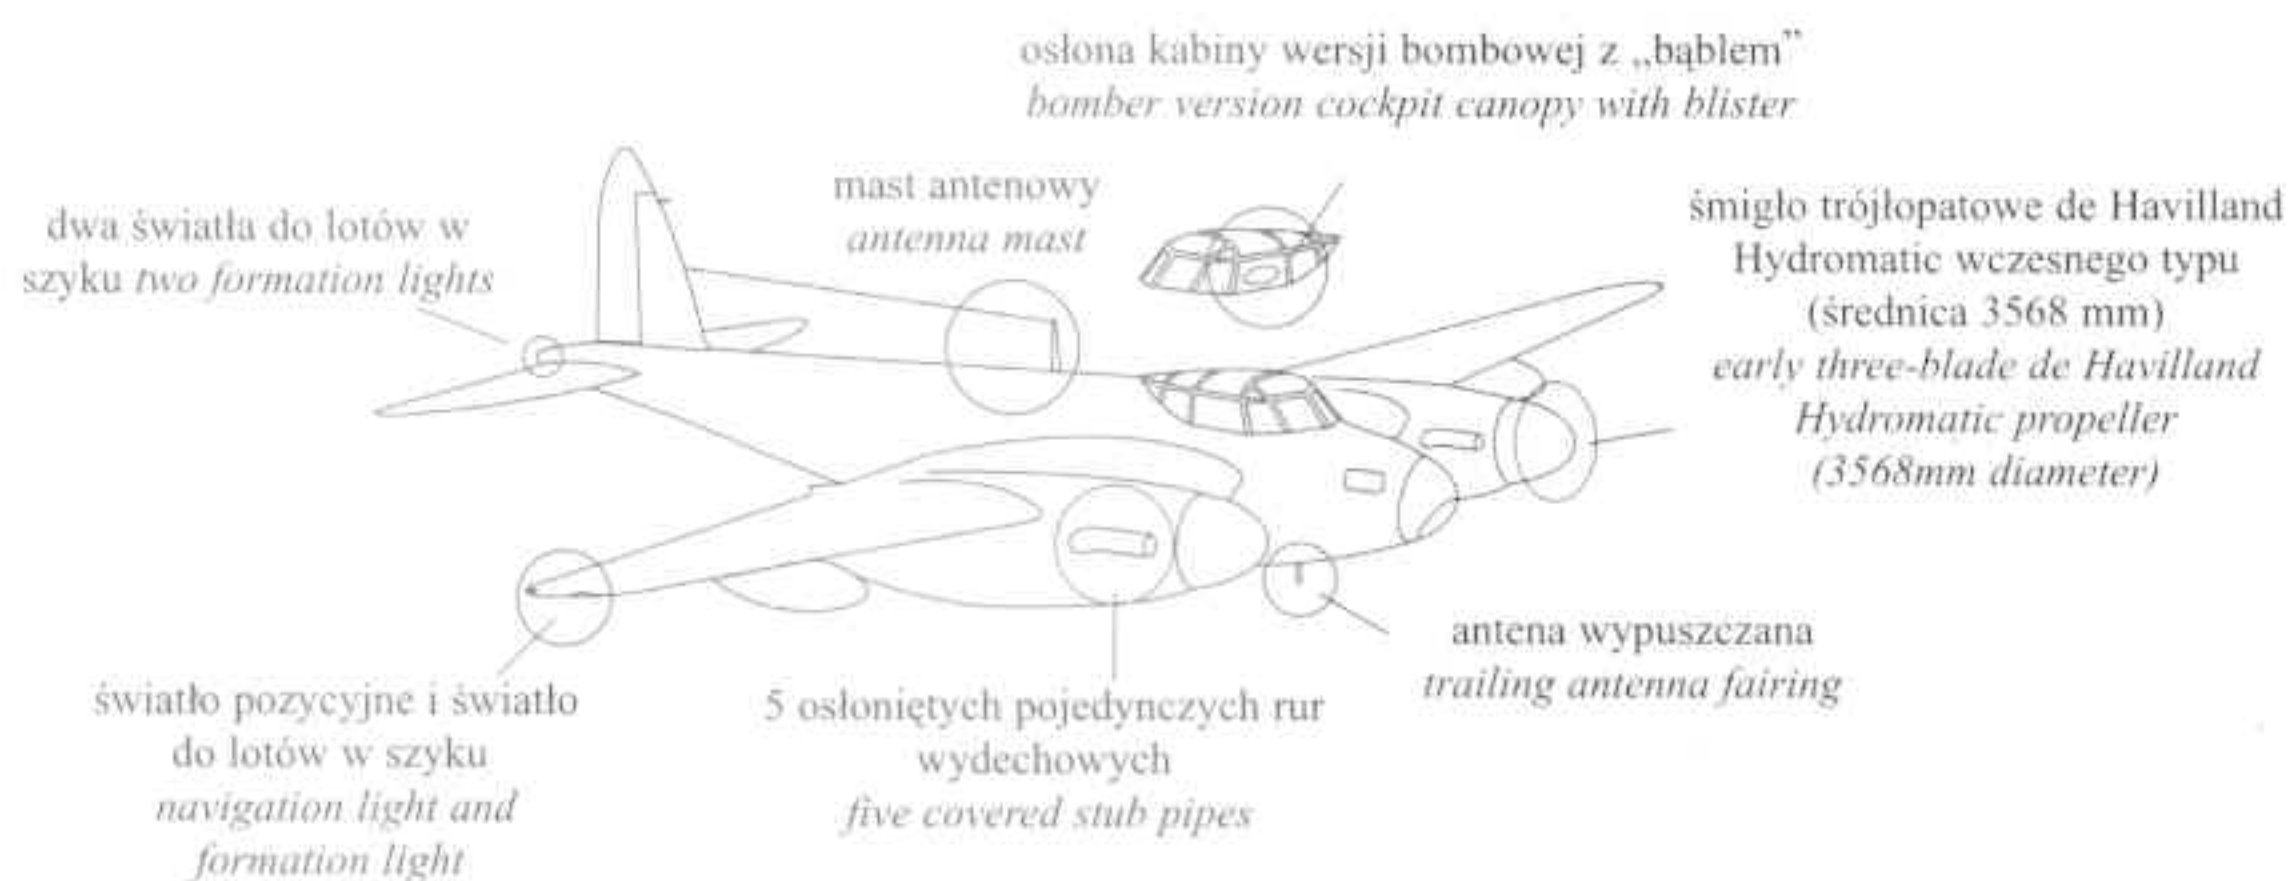 osłona kabiny wersji bombowej z „bąblem”
bomber version cockpit canopy with blister
mast antenowy
antenna mast
dwa światła do lotów w
szyku two formation lights
śmigło trójłopatowe de Havilland
Hydromatic wczesnego typu
(średnica 3568 mm)
early three-blade de Havilland
Hydromatic propeller
(3568mm diameter)
antena wypuszczana
trailing antenna fairing
światło pozycyjne i światło
do lotów w szyku
navigation light and
formation light
5 osłoniętych pojedynczych rur
wydechowych
five covered stub pipes